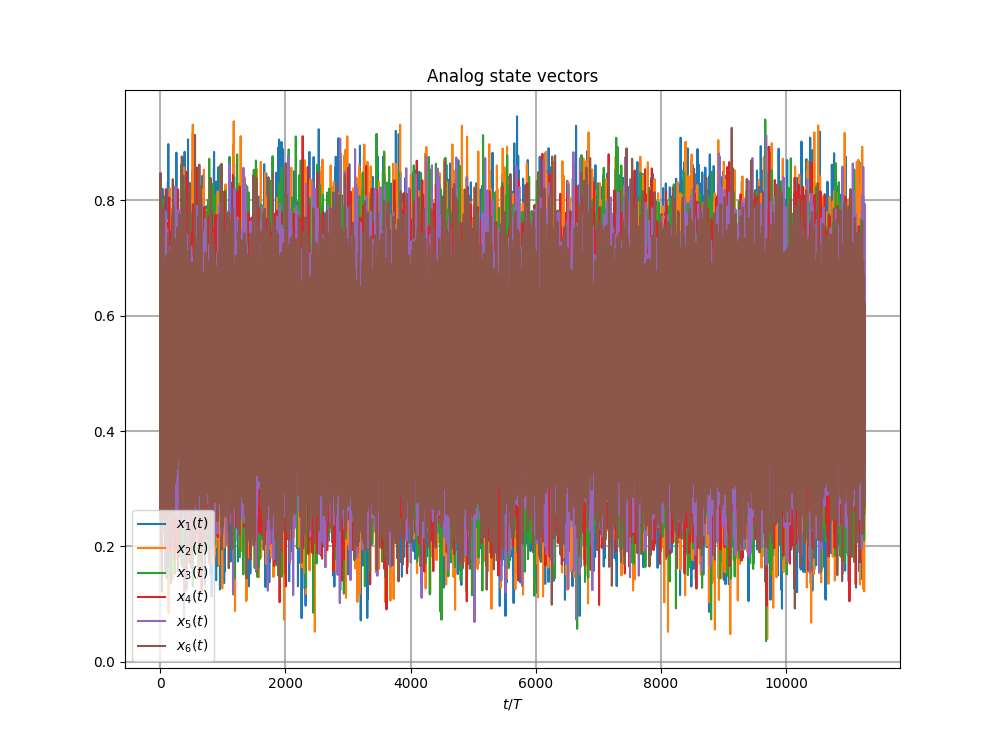 Analog state vectors
0.8
0.6
0.4
0.2
0.0
x₁(t)
x₂(t)
x₃(t)
x₄(t)
x₅(t)
x₆(t)
0 2000 4000 6000 8000 10000
t/T